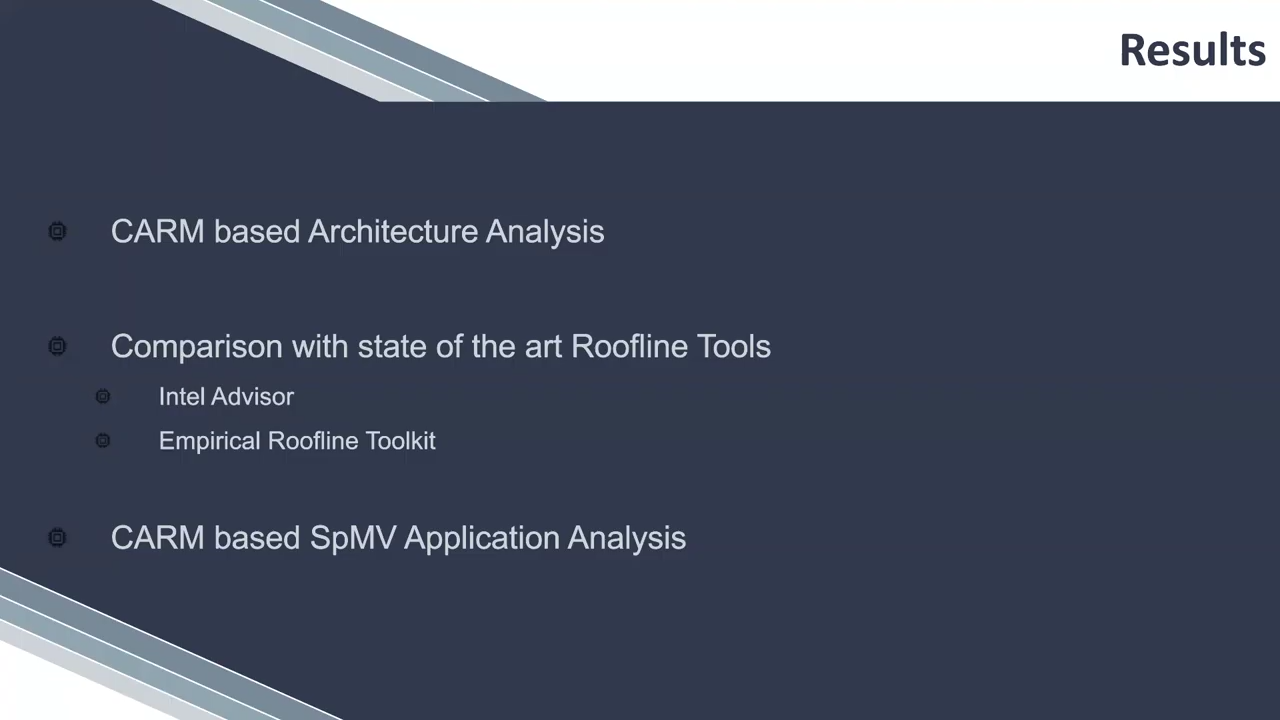 Results
CARM based Architecture Analysis
Comparison with state of the art Roofline Tools
Intel Advisor
Empirical Roofline Toolkit
CARM based SpMV Application Analysis